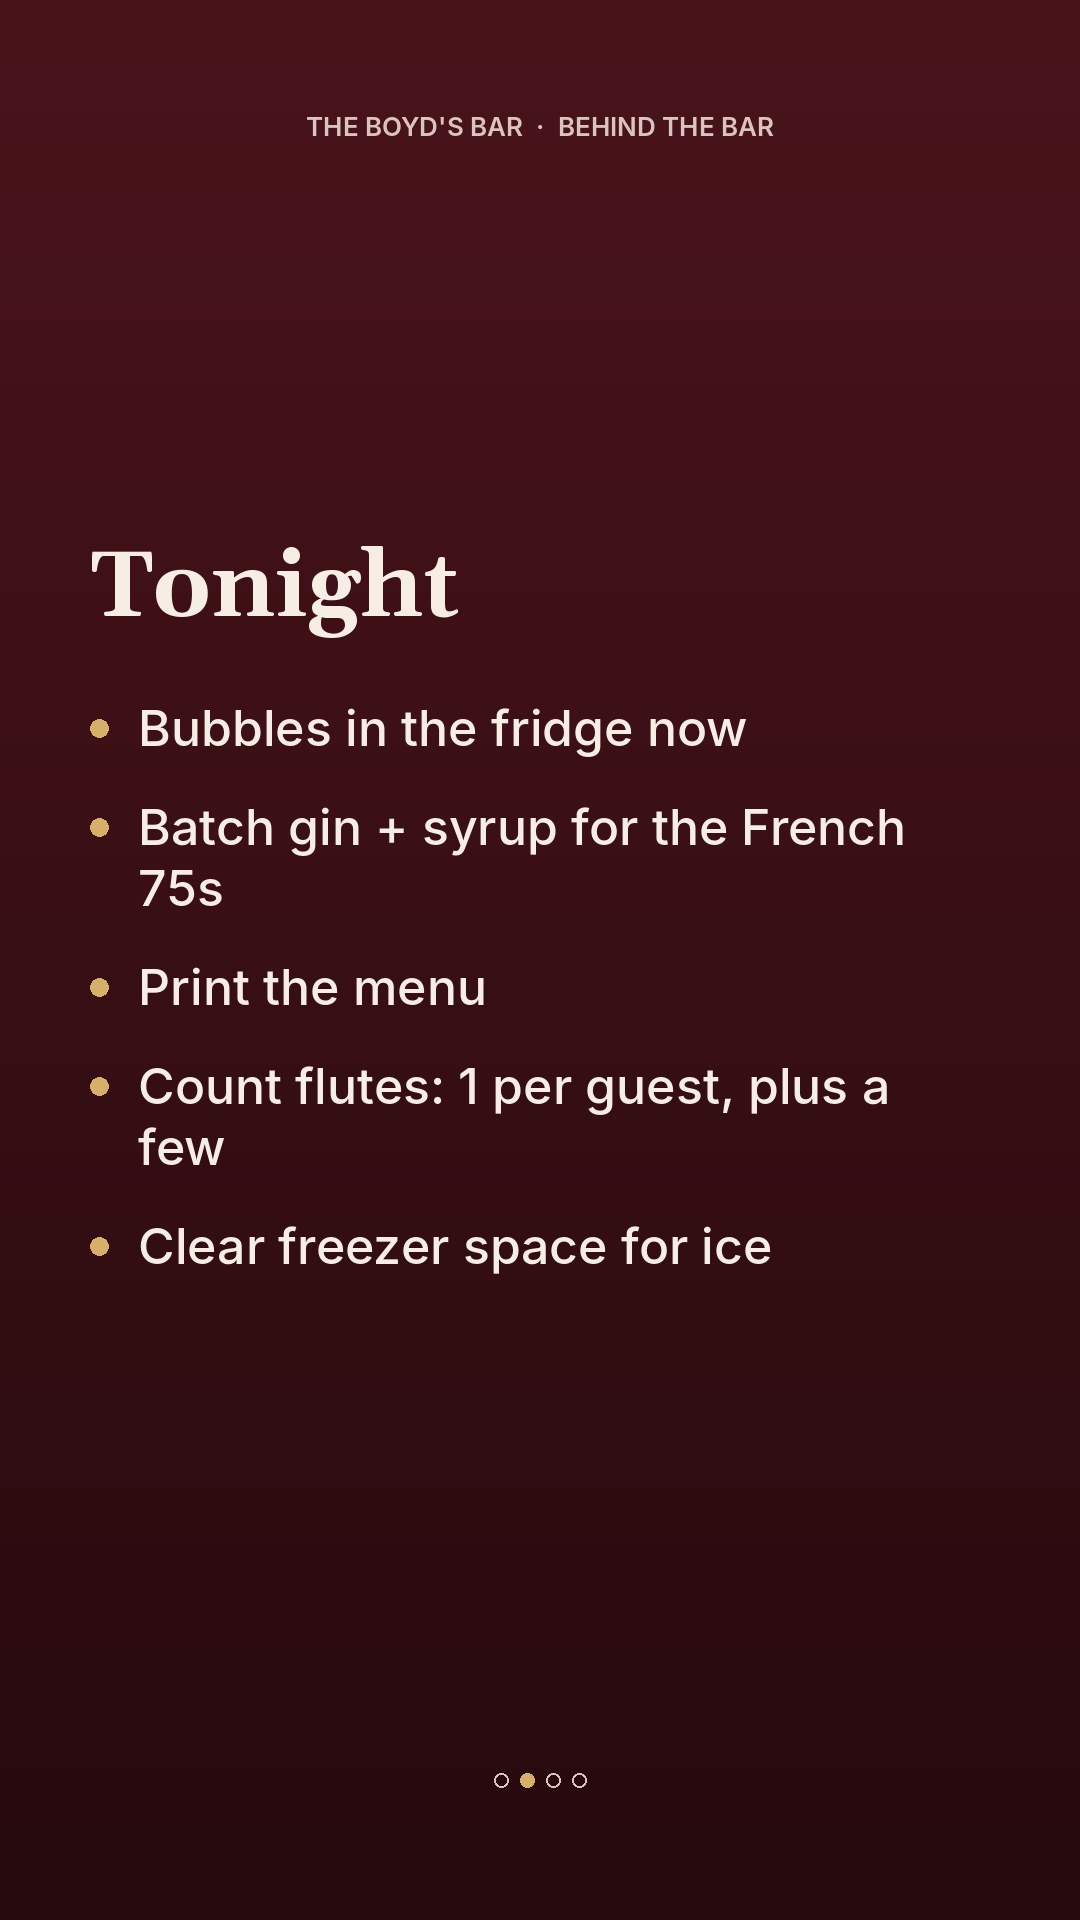 THE BOYD'S BAR · BEHIND THE BAR
Tonight
Bubbles in the fridge now
Batch gin + syrup for the French
75s
Print the menu
Count flutes: 1 per guest, plus a
few
Clear freezer space for ice